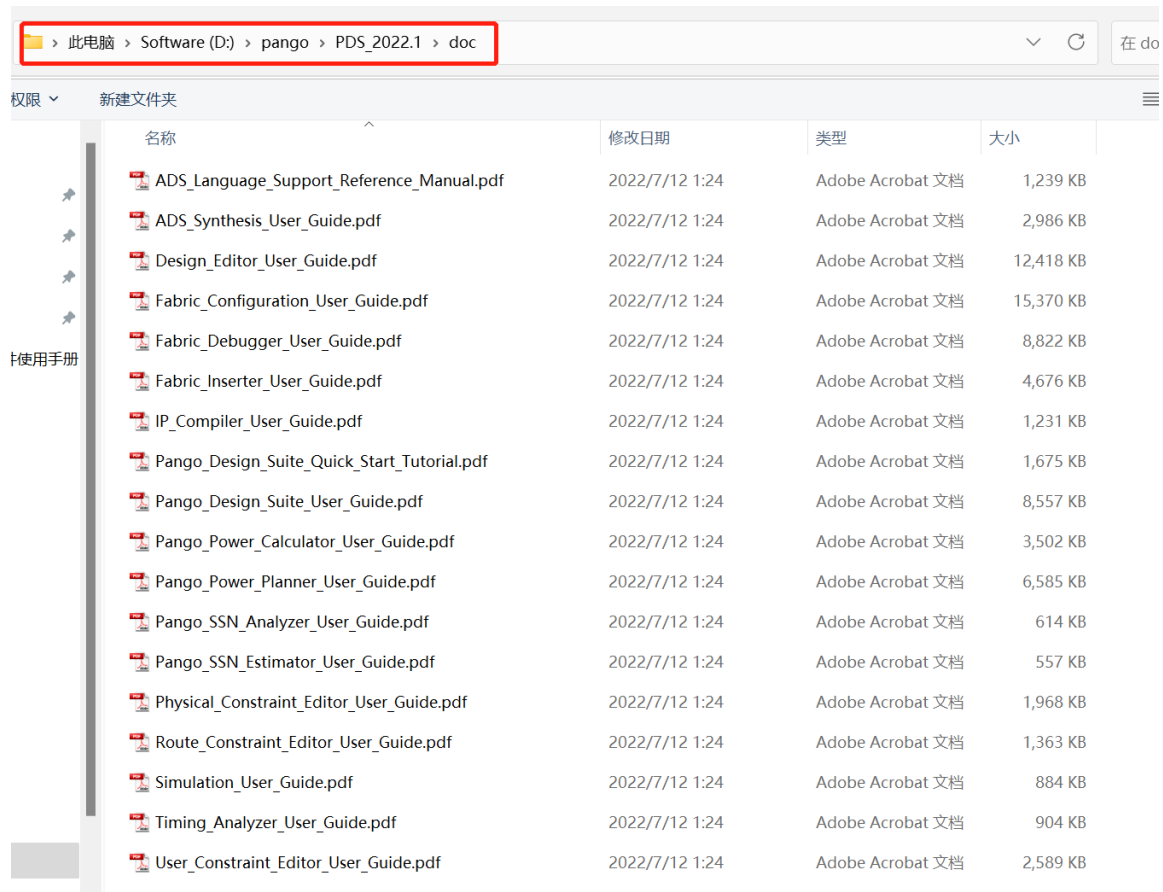 > 此电脑 > Software (D:) > pango > PDS_2022.1 > doc 在 do
权限 新建文件夹
名称 修改日期 类型 大小
ADS_Language_Support_Reference_Manual.pdf 2022/7/12 1:24 Adobe Acrobat 文档 1,239 KB
ADS_Synthesis_User_Guide.pdf 2022/7/12 1:24 Adobe Acrobat 文档 2,986 KB
Design_Editor_User_Guide.pdf 2022/7/12 1:24 Adobe Acrobat 文档 12,418 KB
Fabric_Configuration_User_Guide.pdf 2022/7/12 1:24 Adobe Acrobat 文档 15,370 KB
Fabric_Debugger_User_Guide.pdf 2022/7/12 1:24 Adobe Acrobat 文档 8,822 KB
件使用手册
Fabric_Inserter_User_Guide.pdf 2022/7/12 1:24 Adobe Acrobat 文档 4,676 KB
IP_Compiler_User_Guide.pdf 2022/7/12 1:24 Adobe Acrobat 文档 1,231 KB
Pango_Design_Suite_Quick_Start_Tutorial.pdf 2022/7/12 1:24 Adobe Acrobat 文档 1,675 KB
Pango_Design_Suite_User_Guide.pdf 2022/7/12 1:24 Adobe Acrobat 文档 8,557 KB
Pango_Power_Calculator_User_Guide.pdf 2022/7/12 1:24 Adobe Acrobat 文档 3,502 KB
Pango_Power_Planner_User_Guide.pdf 2022/7/12 1:24 Adobe Acrobat 文档 6,585 KB
Pango_SSN_Analyzer_User_Guide.pdf 2022/7/12 1:24 Adobe Acrobat 文档 614 KB
Pango_SSN_Estimator_User_Guide.pdf 2022/7/12 1:24 Adobe Acrobat 文档 557 KB
Physical_Constraint_Editor_User_Guide.pdf 2022/7/12 1:24 Adobe Acrobat 文档 1,968 KB
Route_Constraint_Editor_User_Guide.pdf 2022/7/12 1:24 Adobe Acrobat 文档 1,363 KB
Simulation_User_Guide.pdf 2022/7/12 1:24 Adobe Acrobat 文档 884 KB
Timing_Analyzer_User_Guide.pdf 2022/7/12 1:24 Adobe Acrobat 文档 904 KB
User_Constraint_Editor_User_Guide.pdf 2022/7/12 1:24 Adobe Acrobat 文档 2,589 KB